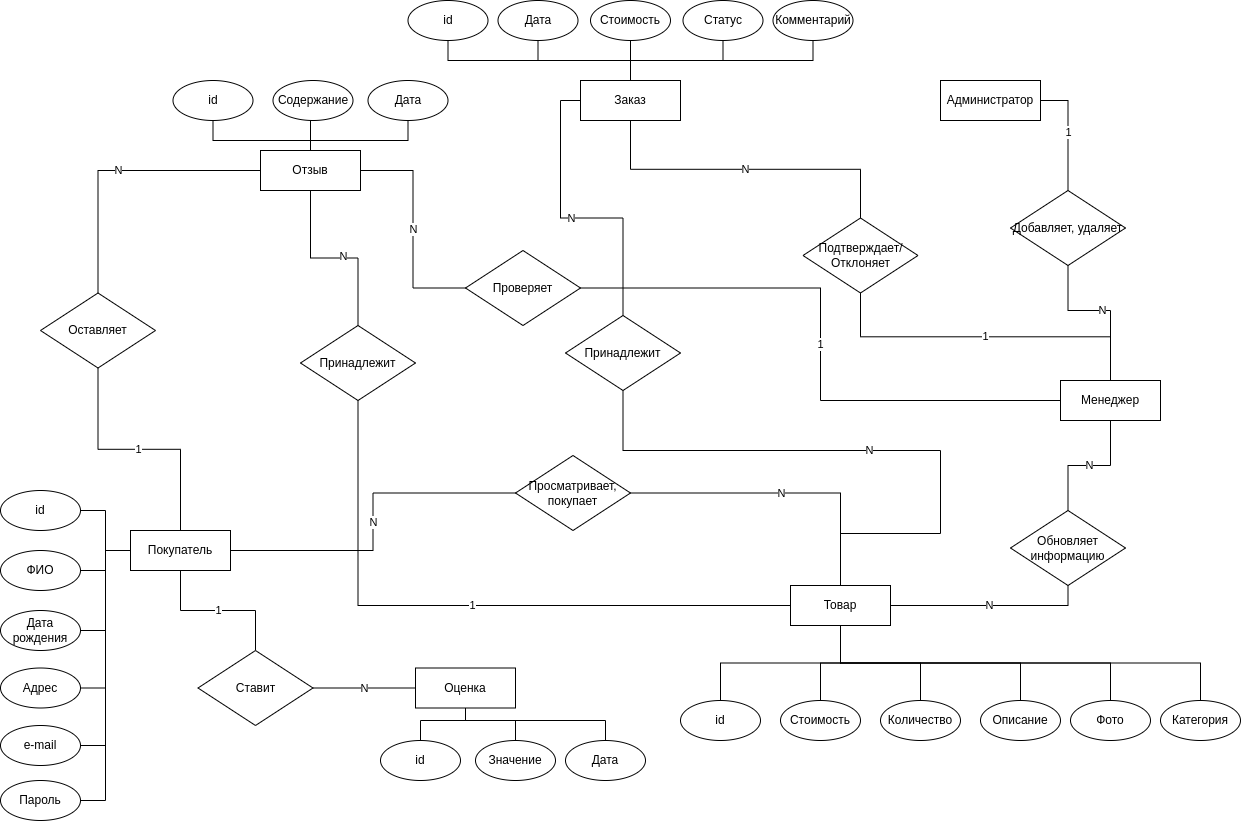 id
Дата
Стоимость
Статус
Комментарий
id
Содержание
Дата
Заказ
Администратор
1
Отзыв
N
N
N
N
N
N
Подтверждает/
Отклоняет
Добавляет, удаляет
Проверяет
N
Оставляет
Принадлежит
Принадлежит
1
1
Менеджер
1
N
N
Просматривает,
покупает
N
N
id
Покупатель
Обновляет
информацию
ФИО
1
1
Товар
N
Дата
рождения
Адрес
Ставит
N
Оценка
id
Стоимость
Количество
Описание
Фото
Категория
e-mail
id
Значение
Дата
Пароль